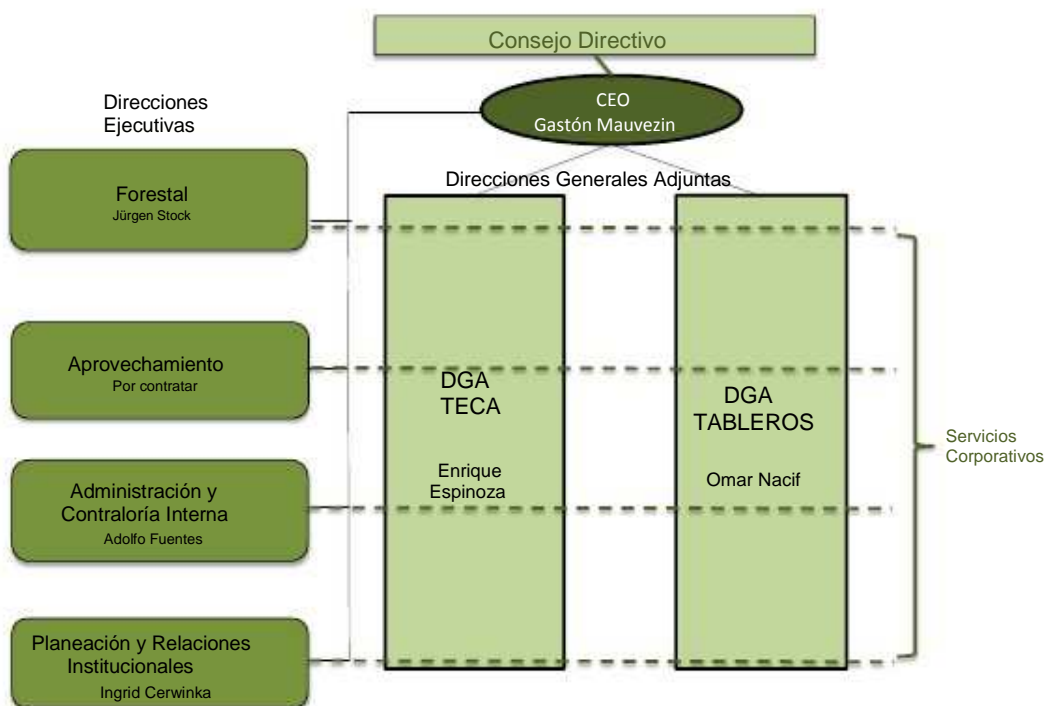 Consejo Directivo
CEO
Gastón Mauvezin
Direcciones
Ejecutivas
Direcciones Generales Adjuntas
Forestal
Jürgen Stock
Aprovechamiento
Por contratar
Administración y
Contraloría Interna
Adolfo Fuentes
Planeación y Relaciones
Institucionales
Ingrid Cerwinka
DGA
TECA
Enrique
Espinoza
DGA
TABLEROS
Omar Nacif
Servicios
Corporativos